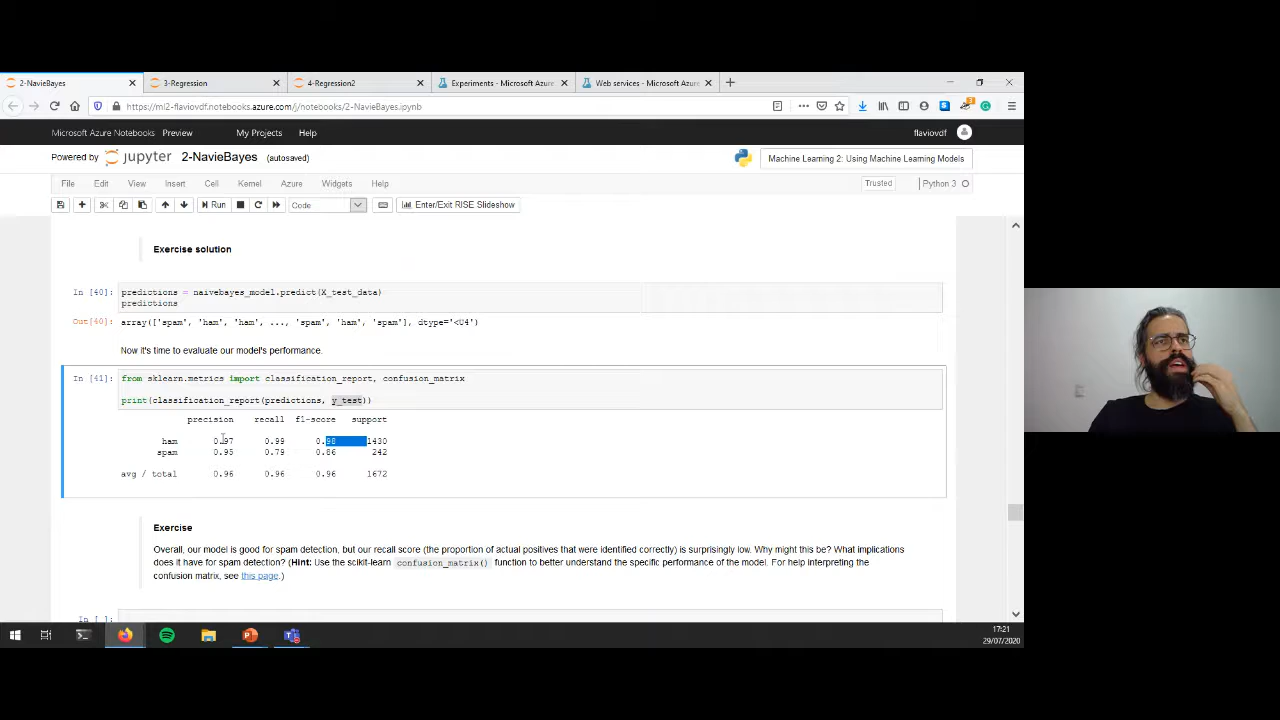 2-NavieBayes
3-Regression
4-Regression2
Experiments - Microsoft Azure
Web services - Microsoft Azure
https://ml2-flaviovdf.notebooks.azure.com/j/notebooks/2-NavieBayes.ipynb
Microsoft Azure Notebooks Preview My Projects Help flaviovdf
Powered by jupyter 2-NavieBayes (autosaved)
Machine Learning 2: Using Machine Learning Models
File Edit View Insert Cell Kernel Azure Widgets Help Trusted Python 3
Run Code Enter/Exit RISE Slideshow
Exercise solution
In [40]: predictions = naivebayes_model.predict(X_test_data)
predictions
Out[40]: array(['spam', 'ham', 'ham', ..., 'spam', 'ham', 'spam'], dtype='<U4')
Now it's time to evaluate our model's performance.
In [41]: from sklearn.metrics import classification_report, confusion_matrix
print(classification_report(predictions, y_test))
precision recall f1-score support
ham 0.97 0.99 0.98 1430
spam 0.95 0.79 0.86 242
avg / total 0.96 0.96 0.96 1672
Exercise
Overall, our model is good for spam detection, but our recall score (the proportion of actual positives that were identified correctly) is surprisingly low. Why might this be? What implications
does it have for spam detection? (Hint: Use the scikit-learn confusion_matrix() function to better understand the specific performance of the model. For help interpreting the
confusion matrix, see this page.)
In [ ]:
17:21
29/07/2020